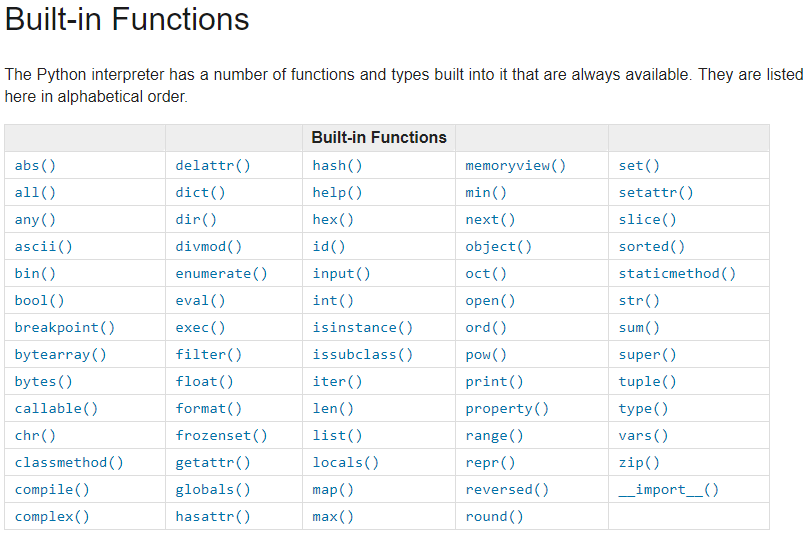 Built-in Functions
The Python interpreter has a number of functions and types built into it that are always available. They are listed
here in alphabetical order.
Built-in Functions
abs() delattr() hash() memoryview() set()
all() dict() help() min() setattr()
any() dir() hex() next() slice()
ascii() divmod() id() object() sorted()
bin() enumerate() input() oct() staticmethod()
bool() eval() int() open() str()
breakpoint() exec() isinstance() ord() sum()
bytearray() filter() issubclass() pow() super()
bytes() float() iter() print() tuple()
callable() format() len() property() type()
chr() frozenset() list() range() vars()
classmethod() getattr() locals() repr() zip()
compile() globals() map() reversed() __import__()
complex() hasattr() max() round()